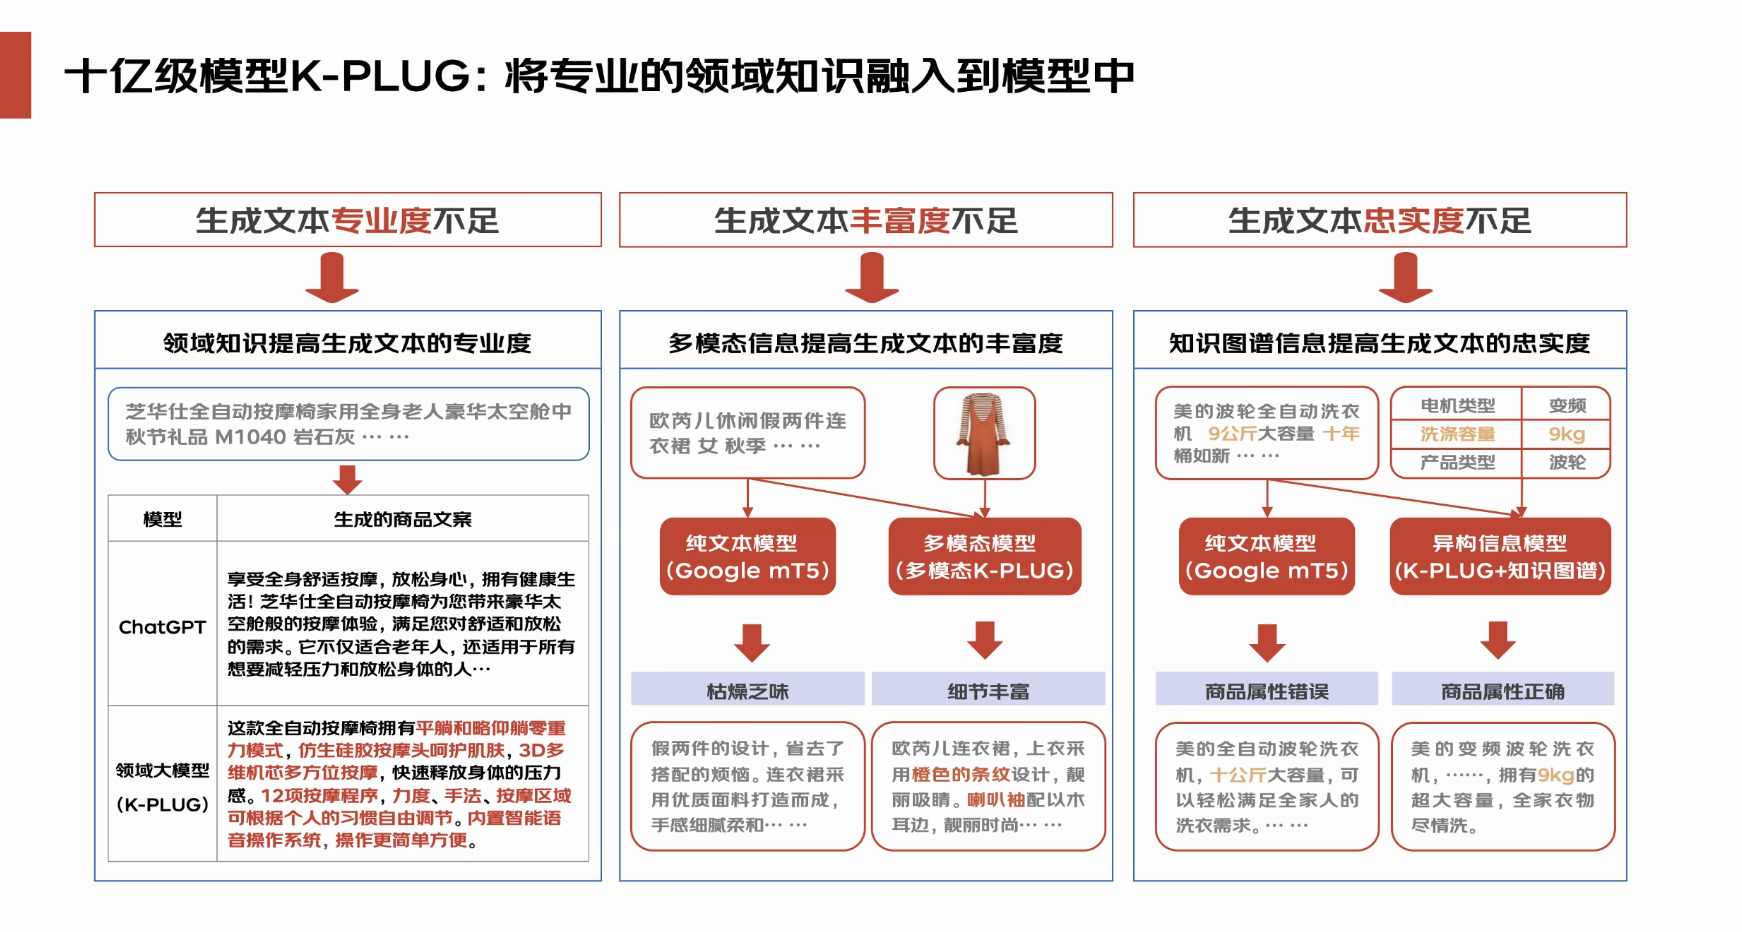 十亿级模型K-PLUG：将专业的领域知识融入到模型中
生成文本专业度不足
领域知识提高生成文本的专业度
芝华仕全自动按摩椅家用全身老人豪华太空舱中
秋节礼品 M1040 岩石灰 … …
模型
生成的商品文案
ChatGPT
享受全身舒适按摩，放松身心，拥有健康生
活！芝华仕全自动按摩椅为您带来豪华太
空舱般的按摩体验，满足您对舒适和放松
的需求。它不仅适合老年人，还适用于所有
想要减轻压力和放松身体的人…
领域大模型
（K-PLUG）
这款全自动按摩椅拥有平躺和略仰躺零重
力模式，仿生硅胶按摩头呵护肌肤，3D多
维机芯多方位按摩，快速释放身体的压力
感。12项按摩程序，力度、手法、按摩区域
可根据个人的习惯自由调节。内置智能语
音操作系统，操作更简单方便。
生成文本丰富度不足
多模态信息提高生成文本的丰富度
欧芮儿休闲假两件连
衣裙 女 秋季 … …
纯文本模型
（Google mT5）
多模态模型
（多模态K-PLUG）
枯燥乏味
细节丰富
假两件的设计，省去了
搭配的烦恼。连衣裙采
用优质面料打造而成，
手感细腻柔和… …
欧芮儿连衣裙，上衣采
用橙色的条纹设计，靓
丽吸睛。喇叭袖配以木
耳边，靓丽时尚… …
生成文本忠实度不足
知识图谱信息提高生成文本的忠实度
美的波轮全自动洗衣
机 9公斤大容量 十年
桶如新 … …
电机类型 变频
洗涤容量 9kg
产品类型 波轮
纯文本模型
（Google mT5）
异构信息模型
（K-PLUG+知识图谱）
商品属性错误
商品属性正确
美的全自动波轮洗衣
机，十公斤大容量，可
以轻松满足全家人的
洗衣需求。… …
美的变频波轮洗衣
机，……，拥有9kg的
超大容量，全家衣物
尽情洗。